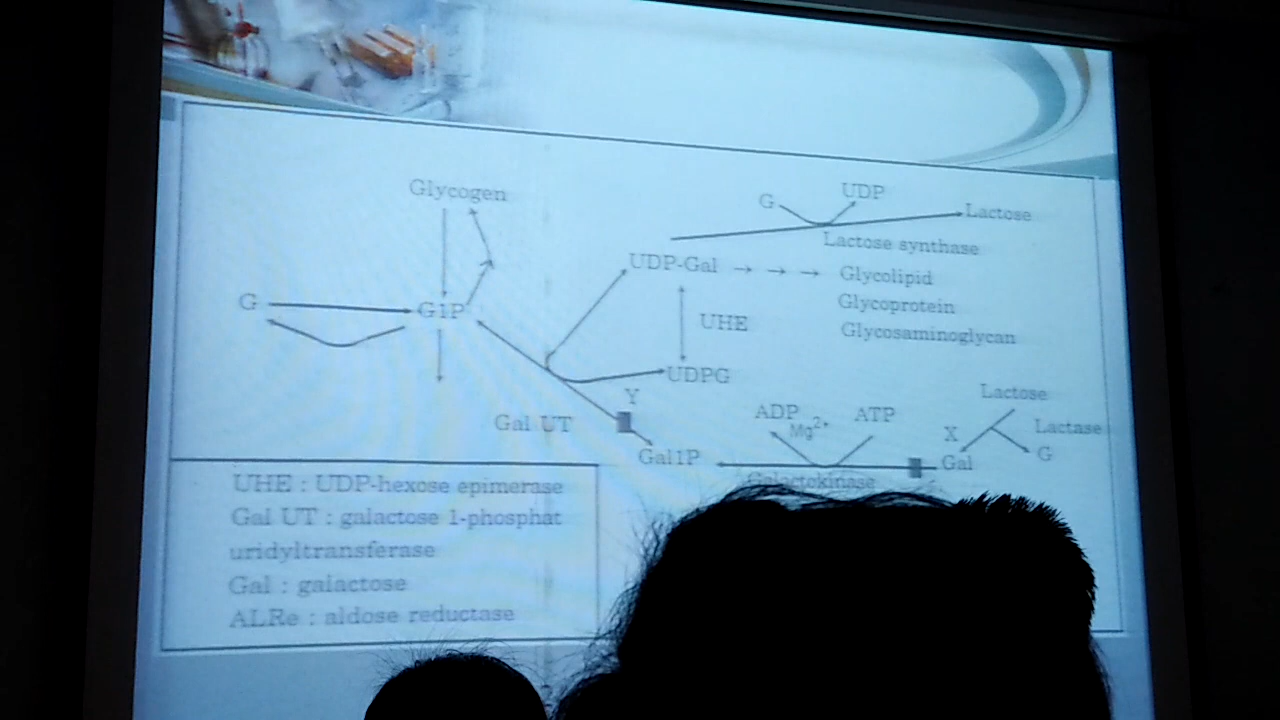 Glycogen
G UDP
Lactose
Lactose synthase
UDP-Gal → → → Glycolipid
Glycoprotein
Glycosaminoglycan
G G1P
UHE
UDPG
Y
Gal UT
Lactose
ADP Mg2+ ATP
X Lactase
Gal1P Gal G
Galactokinase
UHE : UDP-hexose epimerase
Gal UT : galactose 1-phosphat
uridyltransferase
Gal : galactose
ALRe : aldose reductase